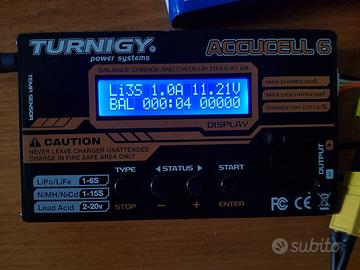 TURNIGY®
power systems
ACCUCELL 6
BALANCE CHARGE AND CYCLE UP TO 6S AT 6A
TEMP SENSOR
Li3S 1.0A 11.21V
BAL 000:04 00000
DISPLAY
MAX CHARGE
MAX DISCHARGE
CHARGE/UP-CYCLE/S
CAUTION
NEVER LEAVE CHARGER UNATTENDED
CHARGE IN FIRE SAFE AREA ONLY
LiPo/LiFe 1-6S
NiMH/NiCd 1-15S
Lead Acid 2-20v
TYPE
STATUS
START
STOP
-
+
ENTER
OUTPUT
FC CE
subito